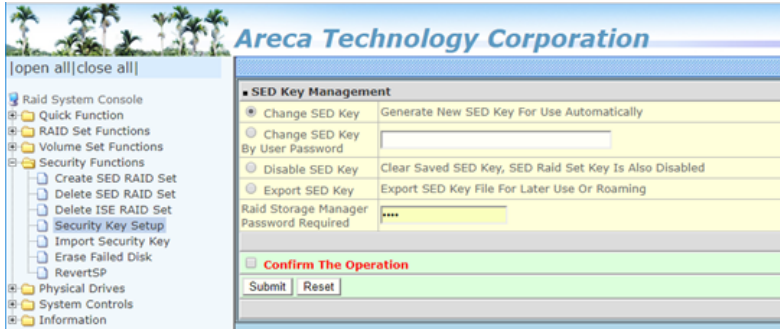 Areca Technology Corporation
|open all|close all|
Raid System Console
Quick Function
RAID Set Functions
Volume Set Functions
Security Functions
Create SED RAID Set
Delete SED RAID Set
Delete ISE RAID Set
Security Key Setup
Import Security Key
Erase Failed Disk
RevertSP
Physical Drives
System Controls
Information
SED Key Management
Change SED Key Generate New SED Key For Use Automatically
Change SED Key
By User Password
Disable SED Key Clear Saved SED Key, SED Raid Set Key Is Also Disabled
Export SED Key Export SED Key File For Later Use Or Roaming
Raid Storage Manager
Password Required
••••
Confirm The Operation
Submit Reset